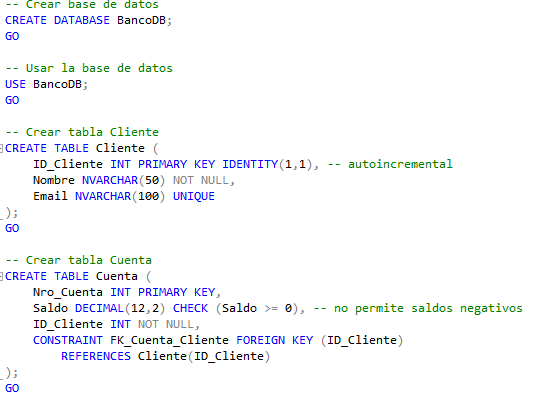 -- Crear base de datos
CREATE DATABASE BancoDB;
GO
-- Usar la base de datos
USE BancoDB;
GO
-- Crear tabla Cliente
CREATE TABLE Cliente (
ID_Cliente INT PRIMARY KEY IDENTITY(1,1), -- autoincremental
Nombre NVARCHAR(50) NOT NULL,
Email NVARCHAR(100) UNIQUE
);
GO
-- Crear tabla Cuenta
CREATE TABLE Cuenta (
Nro_Cuenta INT PRIMARY KEY,
Saldo DECIMAL(12,2) CHECK (Saldo >= 0), -- no permite saldos negativos
ID_Cliente INT NOT NULL,
CONSTRAINT FK_Cuenta_Cliente FOREIGN KEY (ID_Cliente)
REFERENCES Cliente(ID_Cliente)
);
GO